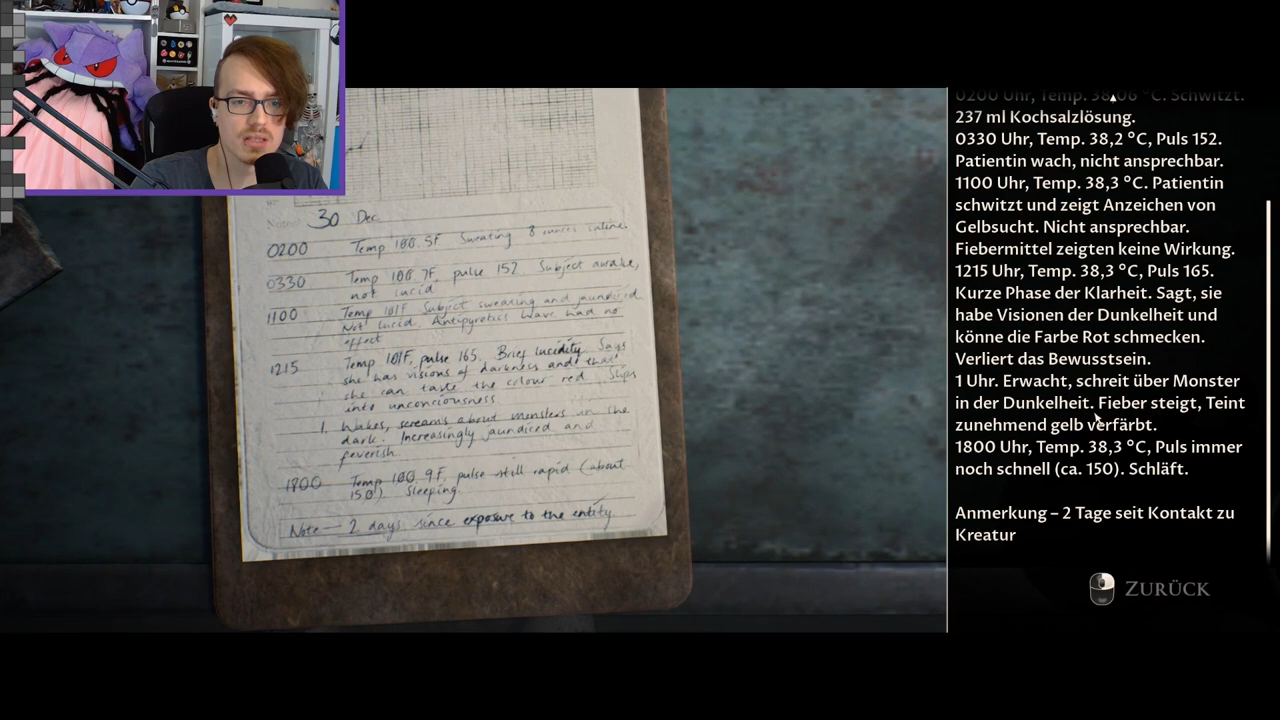 30 Dec.
0200 Temp 100.5F Sweating 8 ounces saline.
0330 Temp 100.7F, pulse 152. Subject awake,
not lucid.
1100 Temp 101F Subject sweating and jaundiced.
Not lucid. Antipyretics have had no
effect
1215 Temp 101F, pulse 165. Brief lucidity. Says
she has visions of darkness and that
she can taste the colour red. Slips
into unconciousness
1. Wakes, screams about monsters in the
dark. Increasingly jaundiced and
feverish.
1800 Temp 100.9F, pulse still rapid (about
150). Sleeping.
Note — 2 days since exposure to the entity
0200 Uhr, Temp. 38,06 °C. Schwitzt.
237 ml Kochsalzlösung.
0330 Uhr, Temp. 38,2 °C, Puls 152.
Patientin wach, nicht ansprechbar.
1100 Uhr, Temp. 38,3 °C. Patientin
schwitzt und zeigt Anzeichen von
Gelbsucht. Nicht ansprechbar.
Fiebermittel zeigten keine Wirkung.
1215 Uhr, Temp. 38,3 °C, Puls 165.
Kurze Phase der Klarheit. Sagt, sie
habe Visionen der Dunkelheit und
könne die Farbe Rot schmecken.
Verliert das Bewusstsein.
1 Uhr. Erwacht, schreit über Monster
in der Dunkelheit. Fieber steigt, Teint
zunehmend gelb verfärbt.
1800 Uhr, Temp. 38,3 °C, Puls immer
noch schnell (ca. 150). Schläft.
Anmerkung – 2 Tage seit Kontakt zu
Kreatur
ZURÜCK